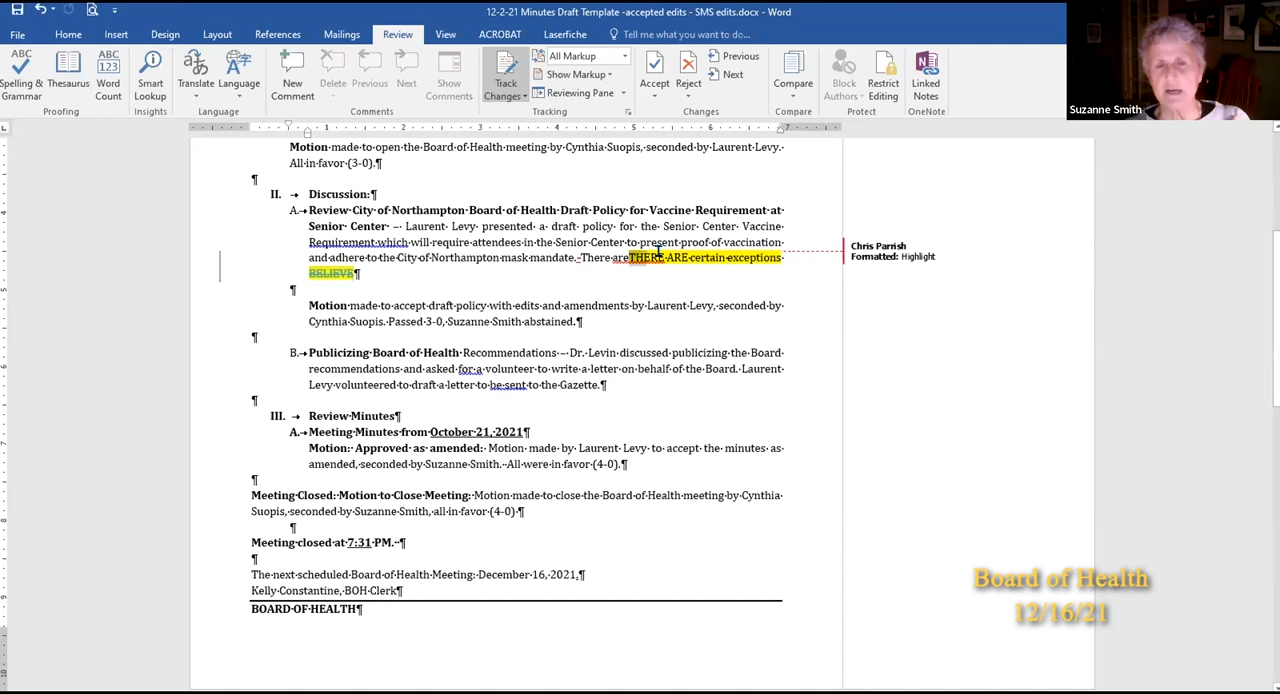 12-2-21 Minutes Draft Template -accepted edits - SMS edits.docx - Word
File Home Insert Design Layout References Mailings Review View ACROBAT Laserfiche Tell me what you want to do...
ABC
Spelling & Grammar
Thesaurus
ABC 123
Word Count
Smart Lookup
Translate
Language
New Comment
Delete
Previous
Next
Show Comments
Track Changes
All Markup
Show Markup
Reviewing Pane
Accept
Reject
Previous
Next
Compare
Block Authors
Restrict Editing
Linked Notes
Proofing Insights Language Comments Tracking Changes Compare Protect OneNote
Suzanne Smith
1 2 3 4 5 6 7
Motion made to open the Board of Health meeting by Cynthia Suopis, seconded by Laurent Levy.
All in favor (3-0).¶
¶
II. → Discussion:¶
A.→Review City of Northampton Board of Health Draft Policy for Vaccine Requirement at
Senior Center – Laurent Levy presented a draft policy for the Senior Center Vaccine
Requirement which will require attendees in the Senior Center to present proof of vaccination
and adhere to the City of Northampton mask mandate. There areTHERE ARE certain exceptions
BELIEVE¶
¶
Motion made to accept draft policy with edits and amendments by Laurent Levy, seconded by
Cynthia Suopis. Passed 3-0, Suzanne Smith abstained.¶
¶
B.→Publicizing Board of Health Recommendations – Dr. Levin discussed publicizing the Board
recommendations and asked for a volunteer to write a letter on behalf of the Board. Laurent
Levy volunteered to draft a letter to be sent to the Gazette.¶
¶
III. → Review Minutes¶
A.→Meeting Minutes from October 21, 2021¶
Motion: Approved as amended: Motion made by Laurent Levy to accept the minutes as
amended, seconded by Suzanne Smith. All were in favor (4-0).¶
¶
Meeting Closed: Motion to Close Meeting: Motion made to close the Board of Health meeting by Cynthia
Suopis, seconded by Suzanne Smith, all in favor (4-0)¶
¶
Meeting closed at 7:31 PM. ¶
¶
The next scheduled Board of Health Meeting: December 16, 2021.¶
Kelly Constantine, BOH Clerk¶
BOARD OF HEALTH¶
Chris Parrish
Formatted: Highlight
Board of Health
12/16/21